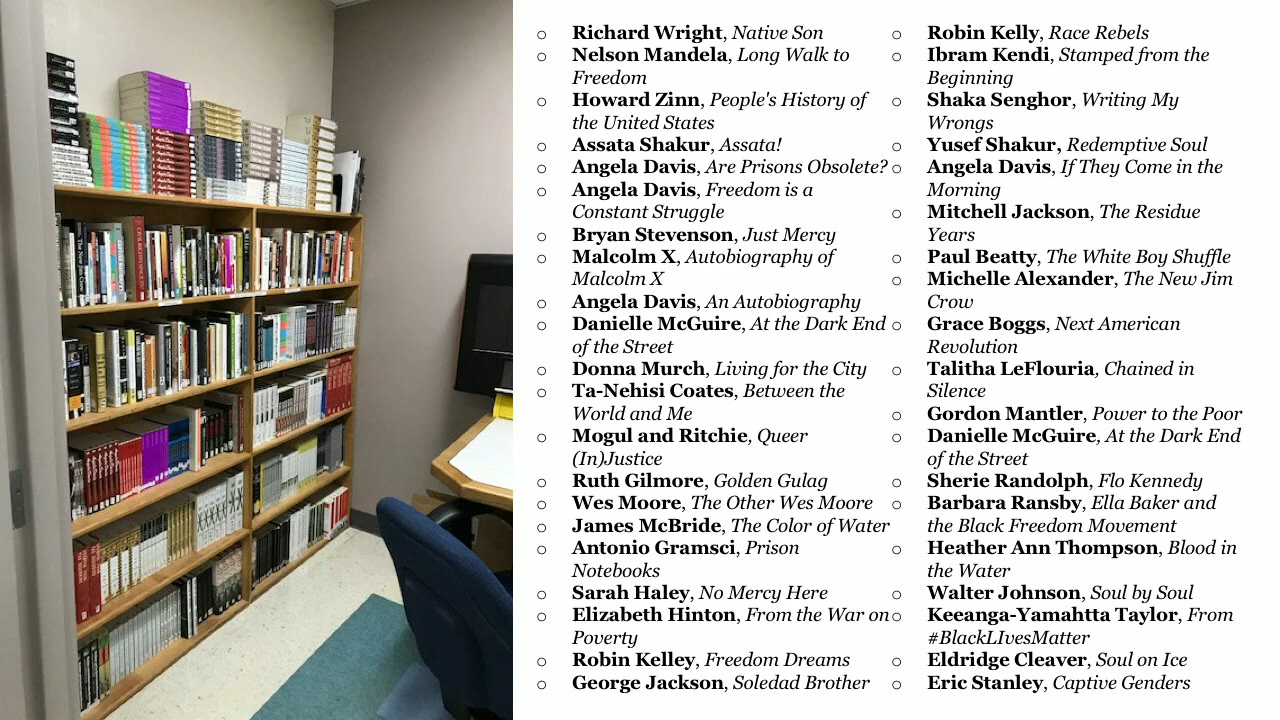 Richard Wright, Native Son
Nelson Mandela, Long Walk to
Freedom
Howard Zinn, People's History of
the United States
Assata Shakur, Assata!
Angela Davis, Are Prisons Obsolete?
Angela Davis, Freedom is a
Constant Struggle
Bryan Stevenson, Just Mercy
Malcolm X, Autobiography of
Malcolm X
Angela Davis, An Autobiography
Danielle McGuire, At the Dark End
of the Street
Donna Murch, Living for the City
Ta-Nehisi Coates, Between the
World and Me
Mogul and Ritchie, Queer
(In)Justice
Ruth Gilmore, Golden Gulag
Wes Moore, The Other Wes Moore
James McBride, The Color of Water
Antonio Gramsci, Prison
Notebooks
Sarah Haley, No Mercy Here
Elizabeth Hinton, From the War on
Poverty
Robin Kelley, Freedom Dreams
George Jackson, Soledad Brother
Robin Kelly, Race Rebels
Ibram Kendi, Stamped from the
Beginning
Shaka Senghor, Writing My
Wrongs
Yusef Shakur, Redemptive Soul
Angela Davis, If They Come in the
Morning
Mitchell Jackson, The Residue
Years
Paul Beatty, The White Boy Shuffle
Michelle Alexander, The New Jim
Crow
Grace Boggs, Next American
Revolution
Talitha LeFlouria, Chained in
Silence
Gordon Mantler, Power to the Poor
Danielle McGuire, At the Dark End
of the Street
Sherie Randolph, Flo Kennedy
Barbara Ransby, Ella Baker and
the Black Freedom Movement
Heather Ann Thompson, Blood in
the Water
Walter Johnson, Soul by Soul
Keeanga-Yamahtta Taylor, From
#BlackLIvesMatter
Eldridge Cleaver, Soul on Ice
Eric Stanley, Captive Genders